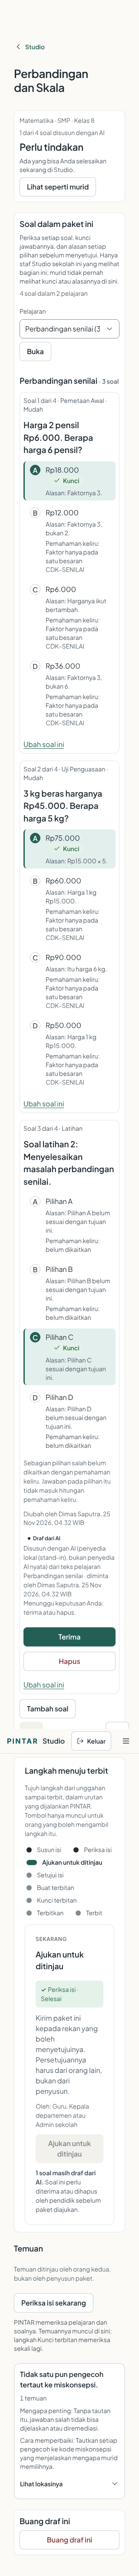 Studio
Perbandingan
dan Skala
Matematika · SMP · Kelas 8
1 dari 4 soal disusun dengan AI
Perlu tindakan
Ada yang bisa Anda selesaikan
sekarang di Studio.
Lihat seperti murid
Soal dalam paket ini
Periksa setiap soal, kunci
jawabannya, dan alasan setiap
pilihan sebelum menyetujui. Hanya
staf Studio sekolah ini yang melihat
bagian ini; murid tidak pernah
melihat kunci atau alasannya di sini.
4 soal dalam 2 pelajaran
Pelajaran
Perbandingan senilai (3
Buka
Perbandingan senilai · 3 soal
Soal 1 dari 4 · Pemetaan Awal ·
Mudah
Harga 2 pensil
Rp6.000. Berapa
harga 6 pensil?
A Rp18.000
✓ Kunci
Alasan: Faktornya 3.
B Rp12.000
Alasan: Faktornya 3,
bukan 2.
Pemahaman keliru:
Faktor hanya pada
satu besaran
CDK-SENILAI
C Rp6.000
Alasan: Harganya ikut
bertambah.
Pemahaman keliru:
Faktor hanya pada
satu besaran
CDK-SENILAI
D Rp36.000
Alasan: Faktornya 3,
bukan 6.
Pemahaman keliru:
Faktor hanya pada
satu besaran
CDK-SENILAI
Ubah soal ini
Soal 2 dari 4 · Uji Penguasaan ·
Mudah
3 kg beras harganya
Rp45.000. Berapa
harga 5 kg?
A Rp75.000
✓ Kunci
Alasan: Rp15.000 × 5.
B Rp60.000
Alasan: Harga 1 kg
Rp15.000.
Pemahaman keliru:
Faktor hanya pada
satu besaran
CDK-SENILAI
C Rp90.000
Alasan: Itu harga 6 kg.
Pemahaman keliru:
Faktor hanya pada
satu besaran
CDK-SENILAI
D Rp50.000
Alasan: Harga 1 kg
Rp15.000.
Pemahaman keliru:
Faktor hanya pada
satu besaran
CDK-SENILAI
Ubah soal ini
Soal 3 dari 4 · Latihan
Soal latihan 2:
Menyelesaikan
masalah perbandingan
senilai.
A Pilihan A
Alasan: Pilihan A belum
sesuai dengan tujuan
ini.
Pemahaman keliru:
belum dikaitkan
B Pilihan B
Alasan: Pilihan B belum
sesuai dengan tujuan
ini.
Pemahaman keliru:
belum dikaitkan
C Pilihan C
✓ Kunci
Alasan: Pilihan C
sesuai dengan tujuan
ini.
D Pilihan D
Alasan: Pilihan D
belum sesuai dengan
tujuan ini.
Pemahaman keliru:
belum dikaitkan
Sebagian pilihan salah belum
dikaitkan dengan pemahaman
keliru. Jawaban pada pilihan itu
tidak masuk hitungan
pemahaman keliru.
Diubah oleh Dimas Saputra, 25
Nov 2026, 04.32 WIB
Draf dari AI
Disusun dengan AI (penyedia
lokal (stand-in), bukan penyedia
AI nyata) dari teks pelajaran
Perbandingan senilai · diminta
oleh Dimas Saputra, 25 Nov
2026, 04.32 WIB
Menunggu keputusan Anda:
terima atau hapus.
Terima
Hapus
Ubah soal ini
Tambah soal
PINTAR Studio Keluar
Langkah menuju terbit
Tujuh langkah dari unggahan
sampai terbit, dalam urutan
yang dijalankan PINTAR.
Tombol hanya muncul untuk
orang yang boleh mengambil
langkah itu.
Susun isi Periksa isi
Ajukan untuk ditinjau
Setujui isi
Buat terbitan
Kunci terbitan
Terbitkan Terbit
SEKARANG
Ajukan untuk
ditinjau
✓ Periksa isi ·
Selesai
Kirim paket ini
kepada rekan yang
boleh
menyetujuinya.
Persetujuannya
harus dari orang lain,
bukan dari
penyusun.
Oleh: Guru, Kepala
departemen atau
Admin sekolah
Ajukan untuk
ditinjau
1 soal masih draf dari
AI. Soal ini perlu
diterima atau dihapus
oleh pendidik sebelum
paket diajukan.
Temuan
Temuan ditinjau oleh orang kedua,
bukan oleh penyusun paket.
Periksa isi sekarang
PINTAR memeriksa pelajaran dan
soalnya. Temuannya muncul di sini;
langkah Kunci terbitan memeriksa
sekali lagi.
Tidak satu pun pengecoh
tertaut ke miskonsepsi.
1 temuan
Mengapa penting: Tanpa tautan
itu, jawaban salah tidak bisa
dijelaskan atau diremediasi.
Cara memperbaiki: Tautkan setiap
pengecoh ke kode miskonsepsi
yang menjelaskan mengapa murid
memilihnya.
Lihat lokasinya
Buang draf ini
Buang draf ini